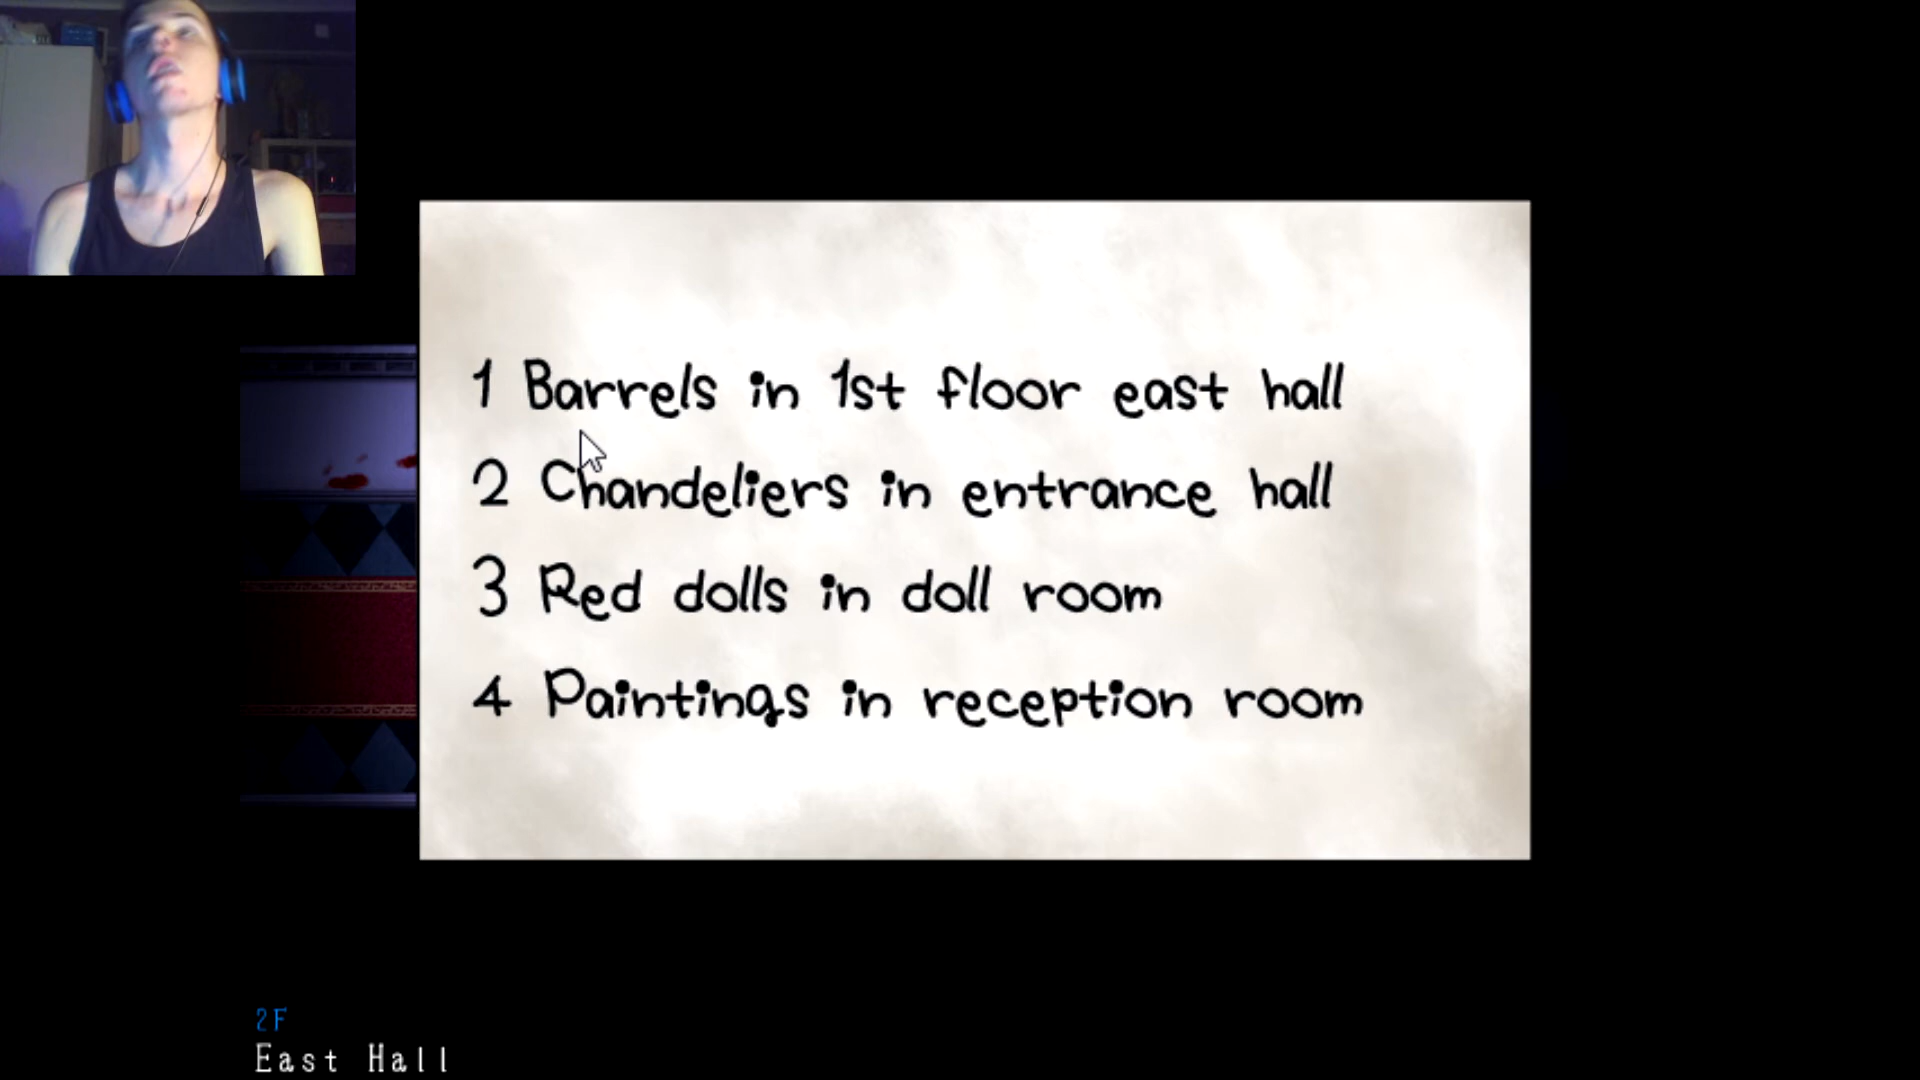 1 Barrels in 1st floor east hall
2 Chandeliers in entrance hall
3 Red dolls in doll room
4 Paintings in reception room
2F
East Hall